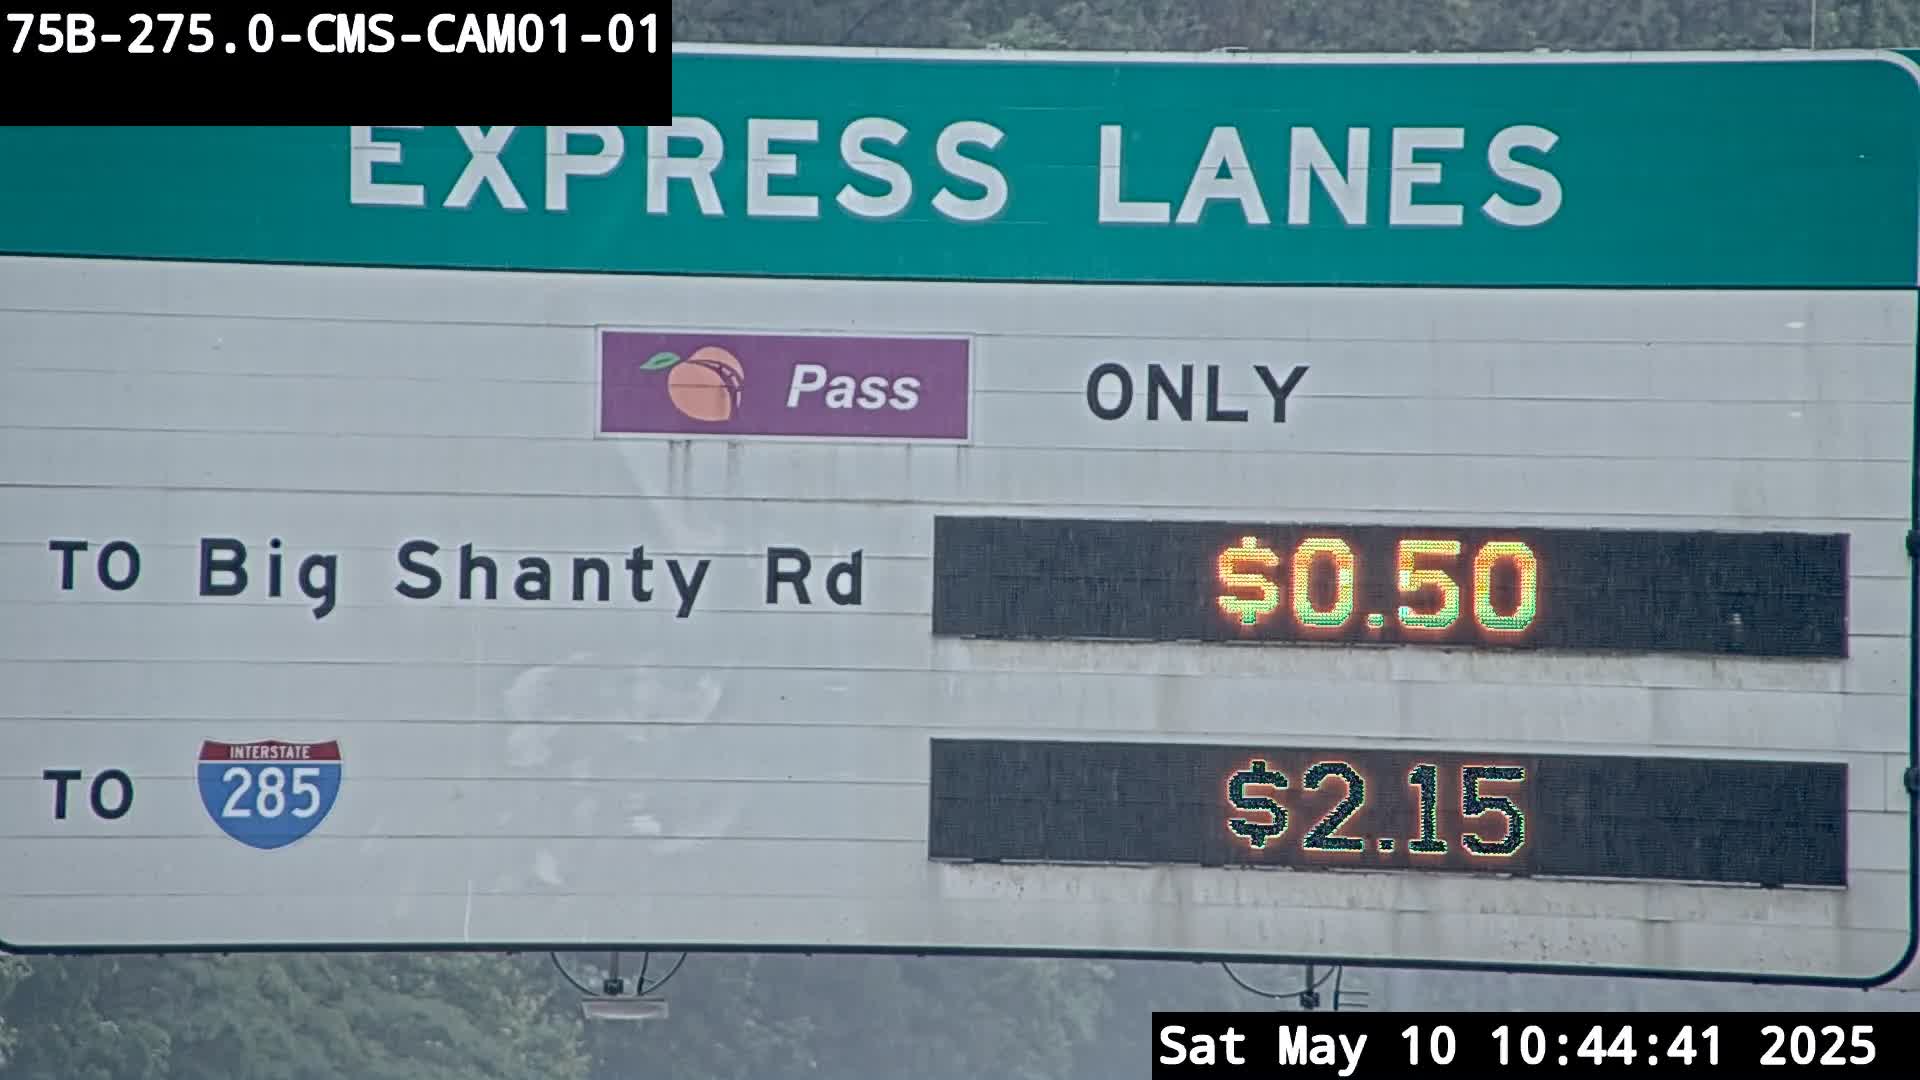 75B-275.0-CMS-CAM01-01
EXPRESS LANES
Pass ONLY
TO Big Shanty Rd $0.50
TO INTERSTATE 285 $2.15
Sat May 10 10:44:41 2025